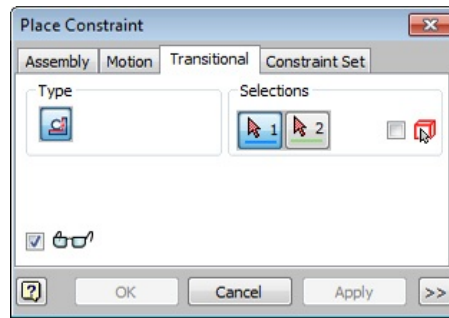 Place Constraint
Assembly Motion Transitional Constraint Set
Type Selections
1 2
? OK Cancel Apply >>